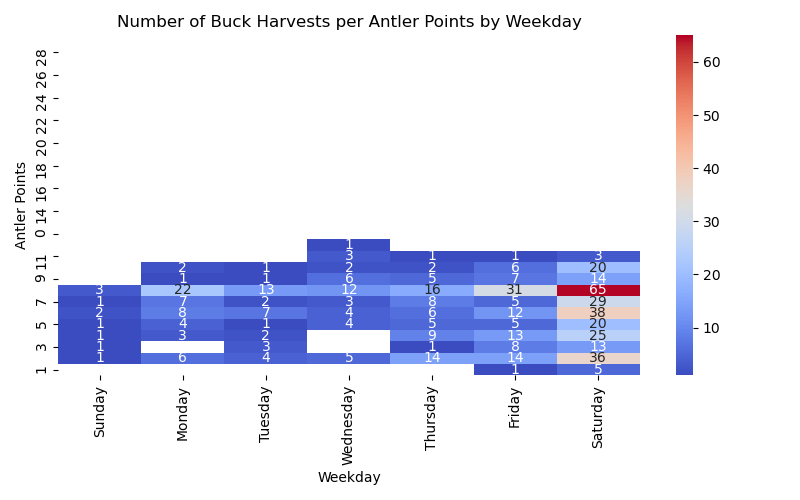 Number of Buck Harvests per Antler Points by Weekday
Antler Points
28
26
24
22
20
18
16
14
0
11
9
7
5
3
1
1
3 1 1 3
2 1 2 2 6 20
1 1 6 5 7 14
3 22 13 12 16 31 65
1 7 2 3 8 5 29
2 8 7 4 6 12 38
1 4 1 4 5 5 20
1 3 2 9 13 25
1 3 1 8 13
1 6 4 5 14 14 36
1 5
Sunday
Monday
Tuesday
Wednesday
Thursday
Friday
Saturday
Weekday
60
50
40
30
20
10